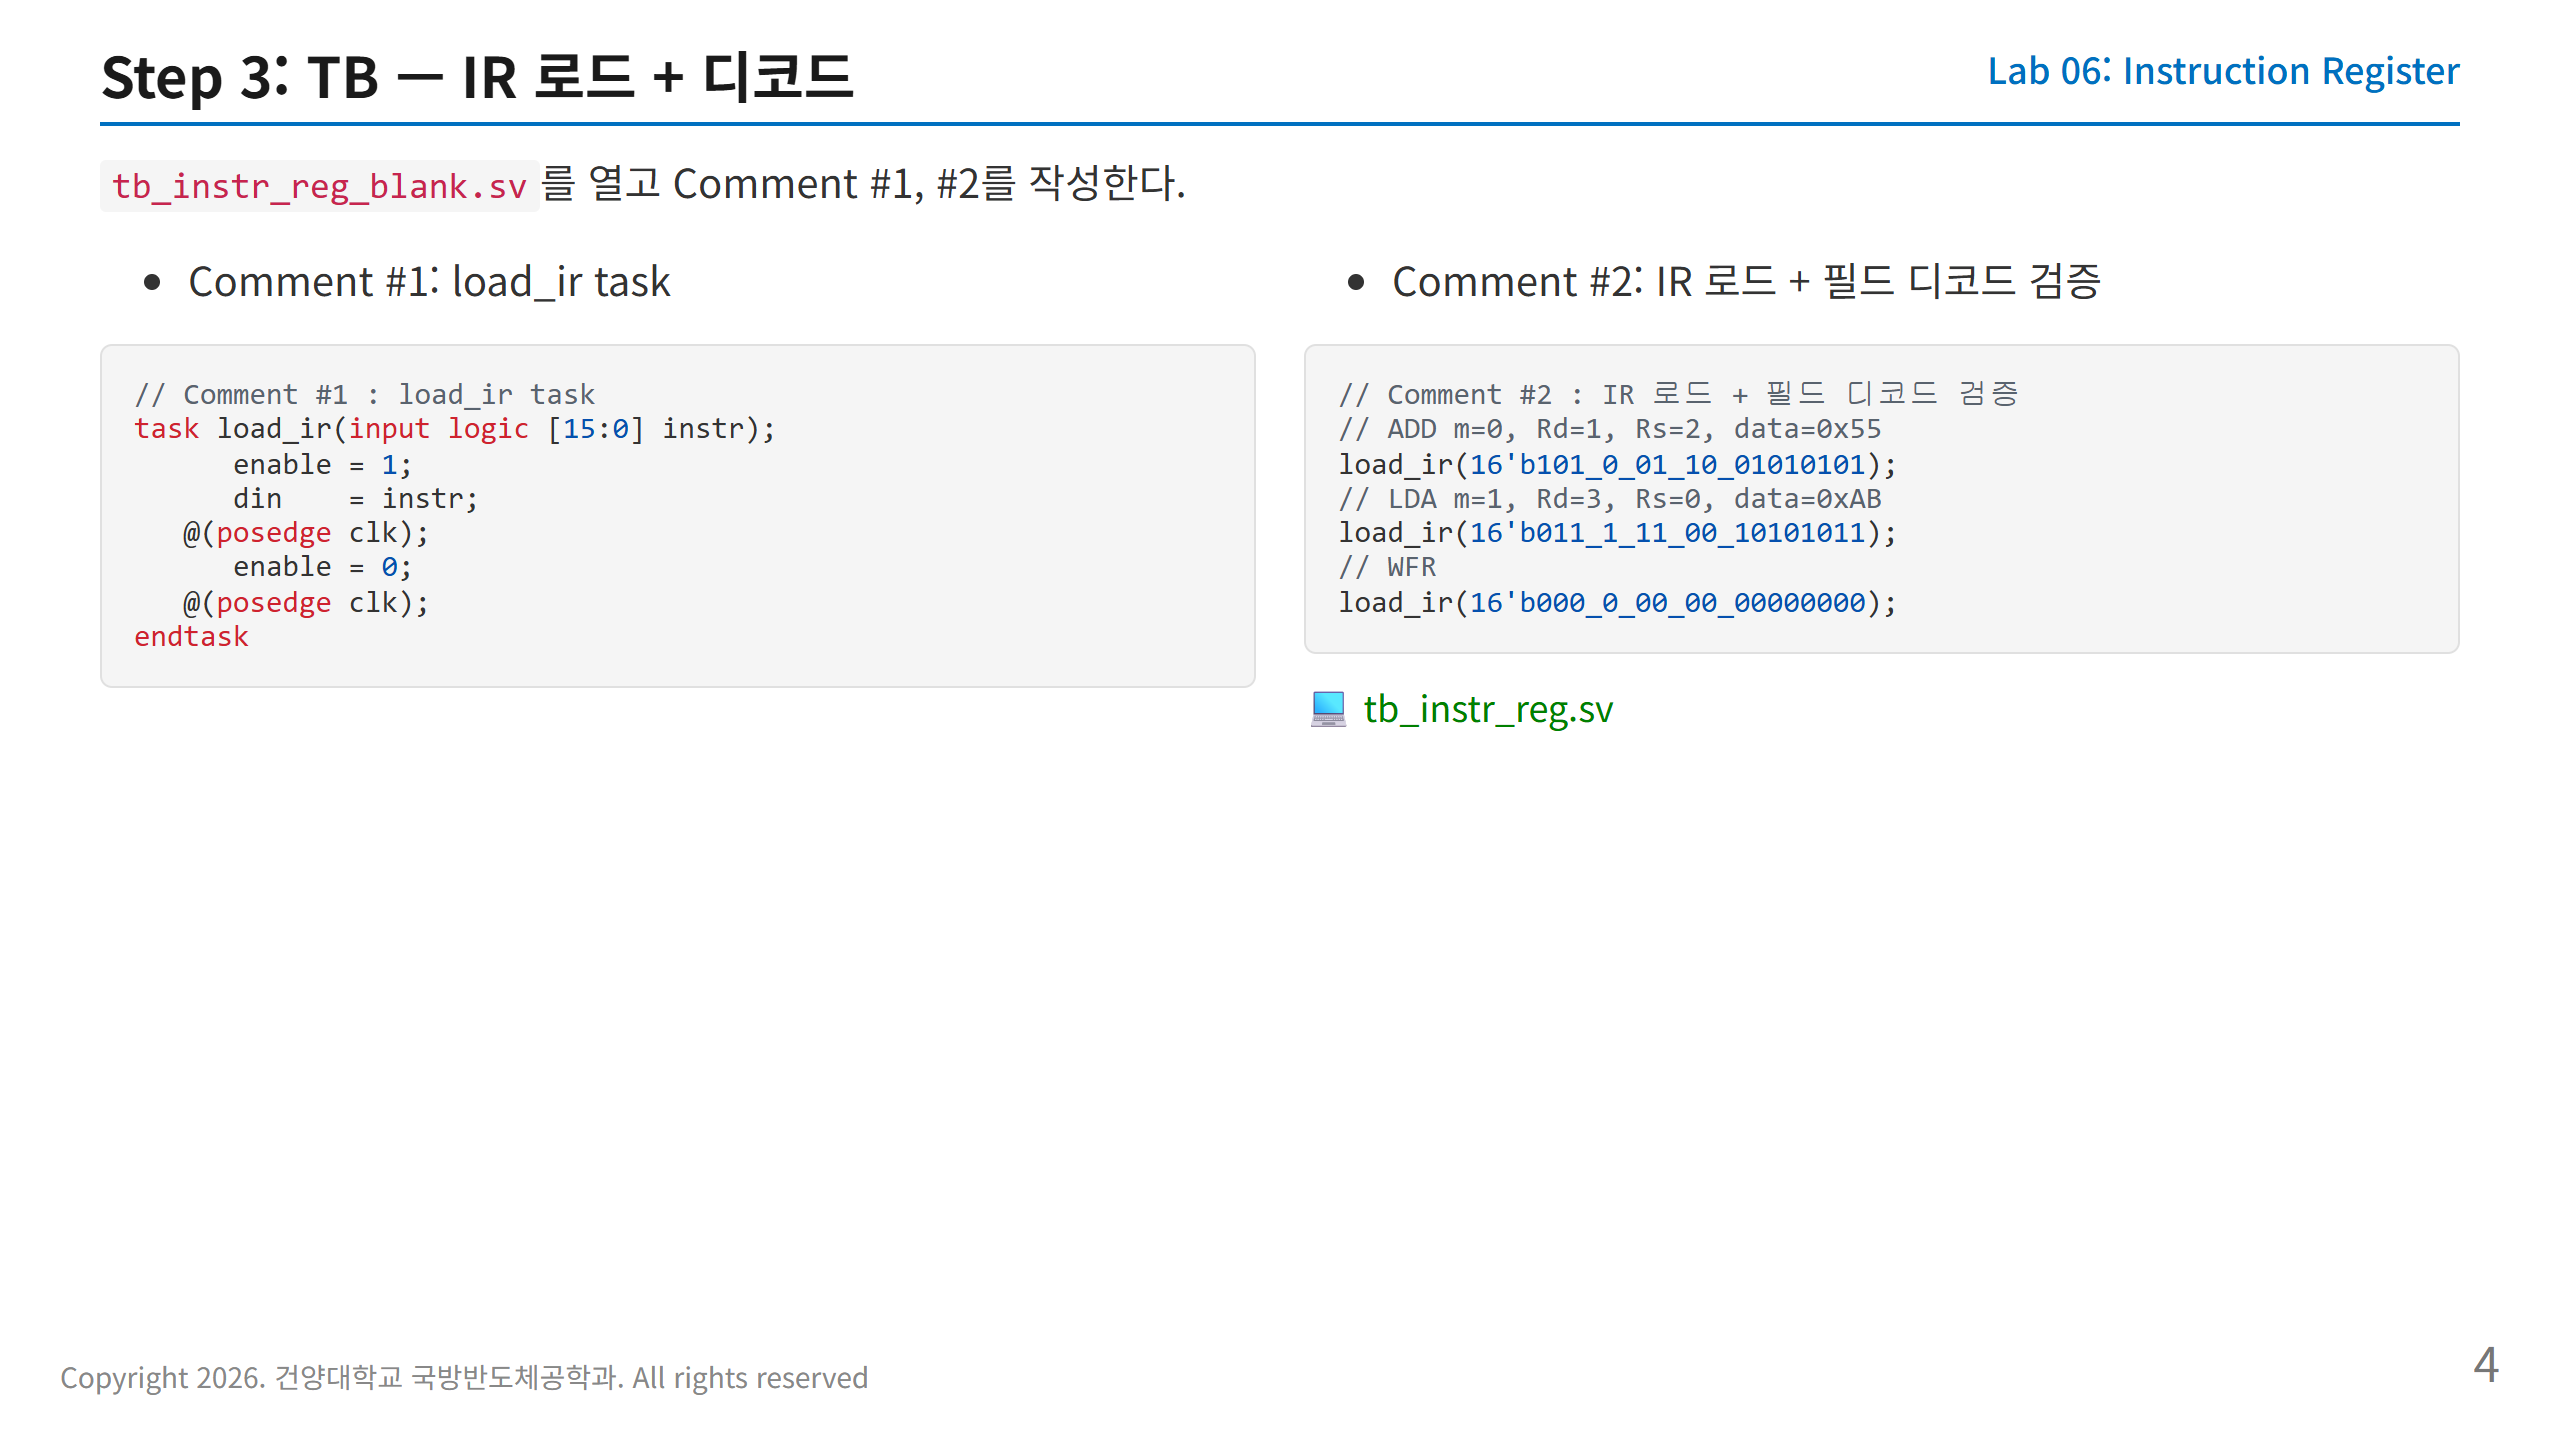 Step 3: TB — IR 로드 + 디코드
Lab 06: Instruction Register
tb_instr_reg_blank.sv를 열고 Comment #1, #2를 작성한다.
• Comment #1: load_ir task
// Comment #1 : load_ir task
task load_ir(input logic [15:0] instr);
      enable = 1;
      din    = instr;
   @(posedge clk);
      enable = 0;
   @(posedge clk);
endtask
• Comment #2: IR 로드 + 필드 디코드 검증
// Comment #2 : IR 로드 + 필드 디코드 검증
// ADD m=0, Rd=1, Rs=2, data=0x55
load_ir(16'b101_0_01_10_01010101);
// LDA m=1, Rd=3, Rs=0, data=0xAB
load_ir(16'b011_1_11_00_10101011);
// WFR
load_ir(16'b000_0_00_00_00000000);
💻 tb_instr_reg.sv
Copyright 2026. 건양대학교 국방반도체공학과. All rights reserved
4